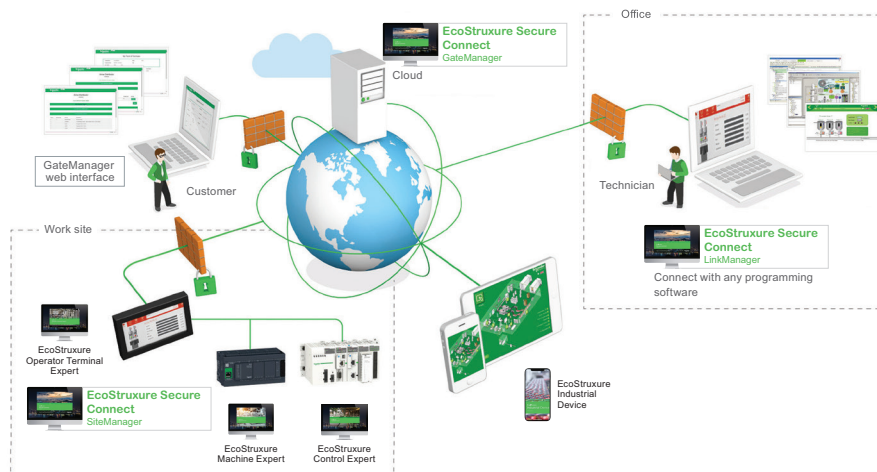 EcoStruxure Secure
Connect
GateManager
Cloud
Office
GateManager
web interface
Customer
Technician
EcoStruxure Secure
Connect
LinkManager
Connect with any programming
software
Work site
EcoStruxure
Operator Terminal
Expert
EcoStruxure Secure
Connect
SiteManager
EcoStruxure
Machine Expert
EcoStruxure
Control Expert
EcoStruxure
Industrial
Device